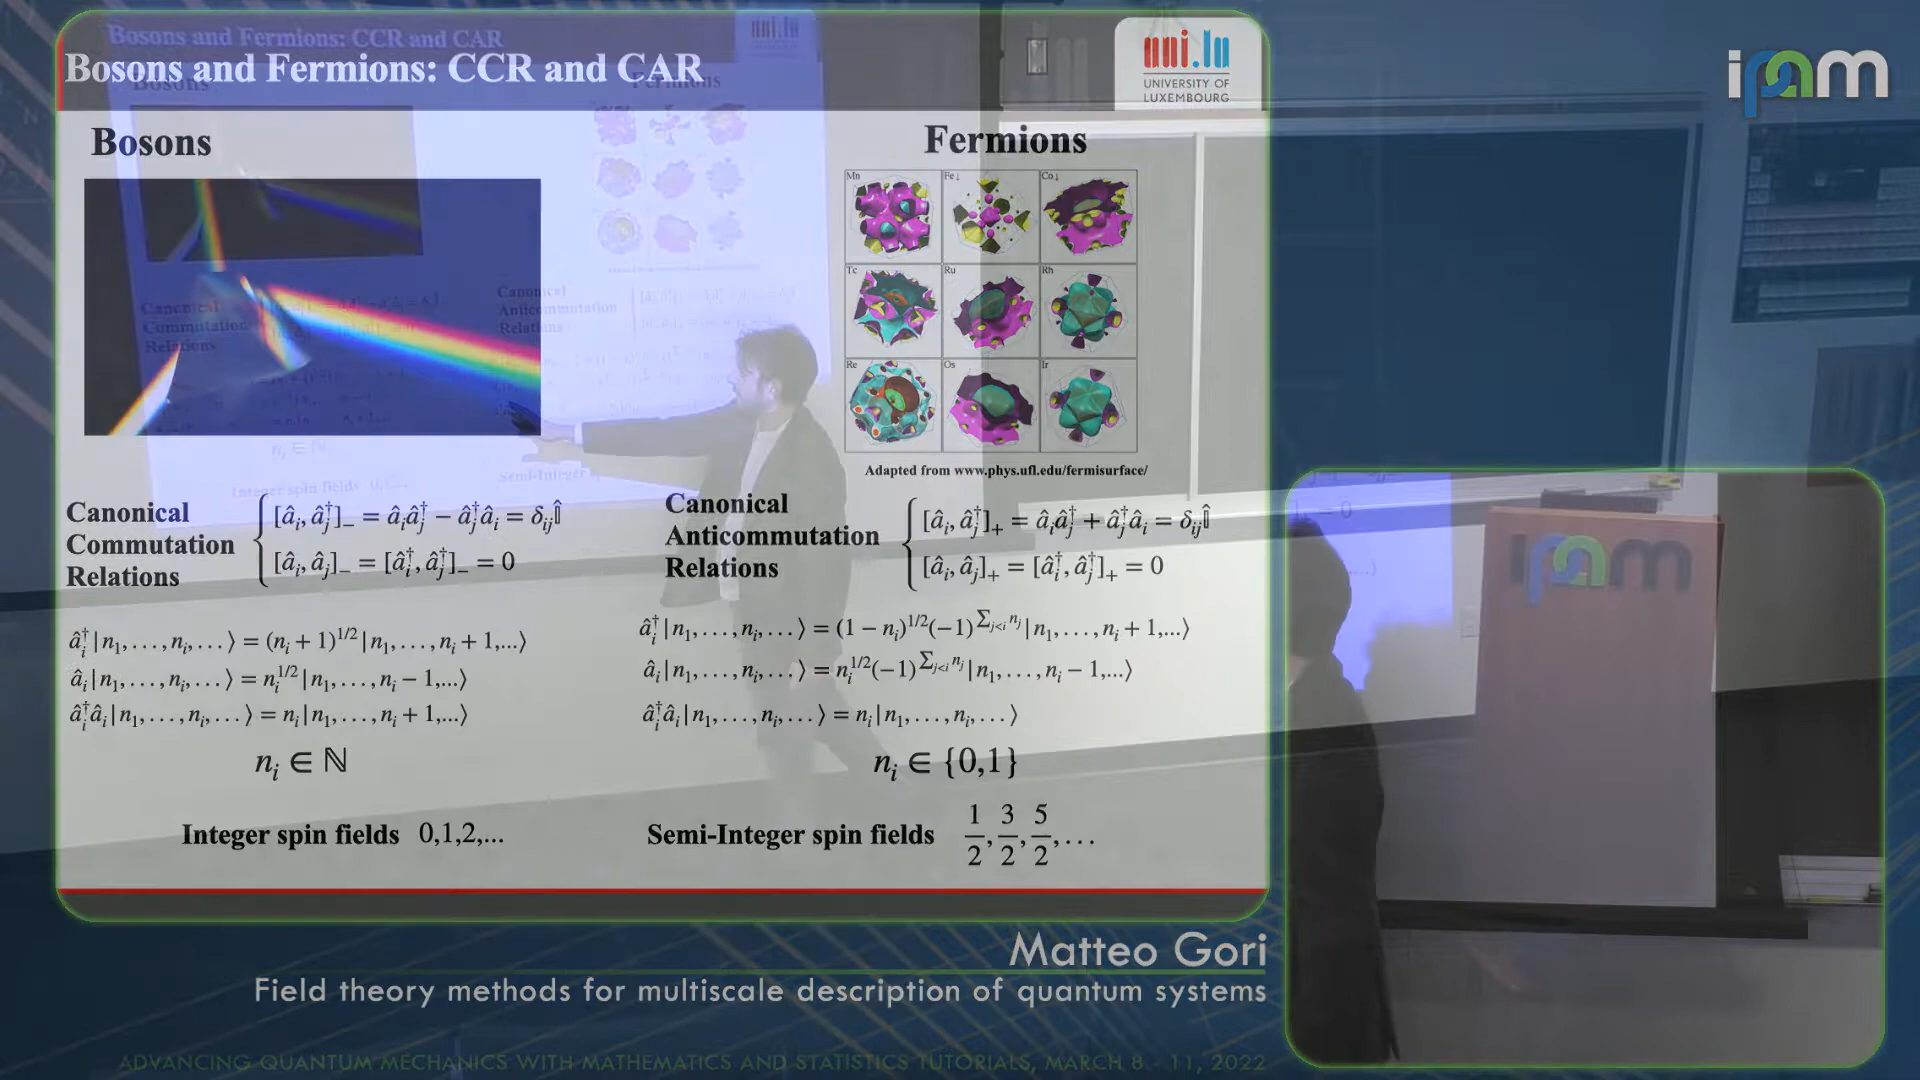 Bosons and Fermions: CCR and CAR
uni.lu
UNIVERSITY OF
LUXEMBOURG
ipam
Bosons
Fermions
Mn
Fe↓
Co↓
Tc
Ru
Rh
Re
Os
Ir
Adapted from www.phys.ufl.edu/fermisurface/
Canonical
Commutation
Relations
[â_i, â_j^†]_− = â_i â_j^† − â_j^† â_i = δ_ij 𝕀̂
[â_i, â_j]_− = [â_i^†, â_j^†]_− = 0
Canonical
Anticommutation
Relations
[â_i, â_j^†]_+ = â_i â_j^† + â_j^† â_i = δ_ij 𝕀̂
[â_i, â_j]_+ = [â_i^†, â_j^†]_+ = 0
â_i^† |n_1, …, n_i, … ⟩ = (n_i + 1)^{1/2} |n_1, …, n_i + 1,...⟩
â_i |n_1, …, n_i, … ⟩ = n_i^{1/2} |n_1, …, n_i − 1,...⟩
â_i^† â_i |n_1, …, n_i, … ⟩ = n_i |n_1, …, n_i + 1,...⟩
n_i ∈ ℕ
Integer spin fields 0,1,2,...
â_i^† |n_1, …, n_i, … ⟩ = (1 − n_i)^{1/2} (−1)^{∑_{j<i} n_j} |n_1, …, n_i + 1,...⟩
â_i |n_1, …, n_i, … ⟩ = n_i^{1/2} (−1)^{∑_{j<i} n_j} |n_1, …, n_i − 1,...⟩
â_i^† â_i |n_1, …, n_i, … ⟩ = n_i |n_1, …, n_i, … ⟩
n_i ∈ {0,1}
Semi-Integer spin fields 1/2, 3/2, 5/2, …
ipam
Matteo Gori
Field theory methods for multiscale description of quantum systems
ADVANCING QUANTUM MECHANICS WITH MATHEMATICS AND STATISTICS TUTORIALS, MARCH 8 - 11, 2022